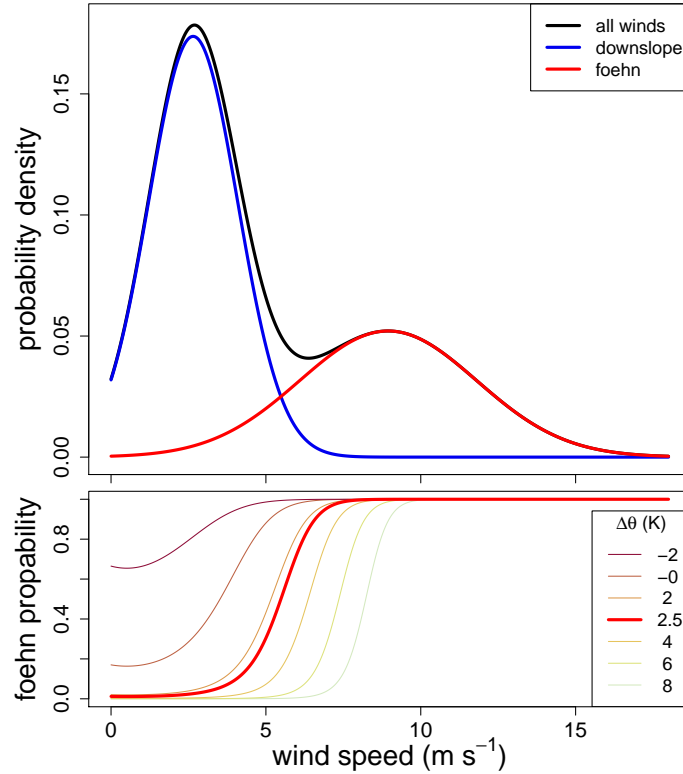 all winds
downslope
foehn
probability density
0.00
0.05
0.10
0.15
foehn propability
0.0
0.4
0.8
Δθ (K)
−2
−0
2
2.5
4
6
8
0
5
10
15
wind speed (m s⁻¹)